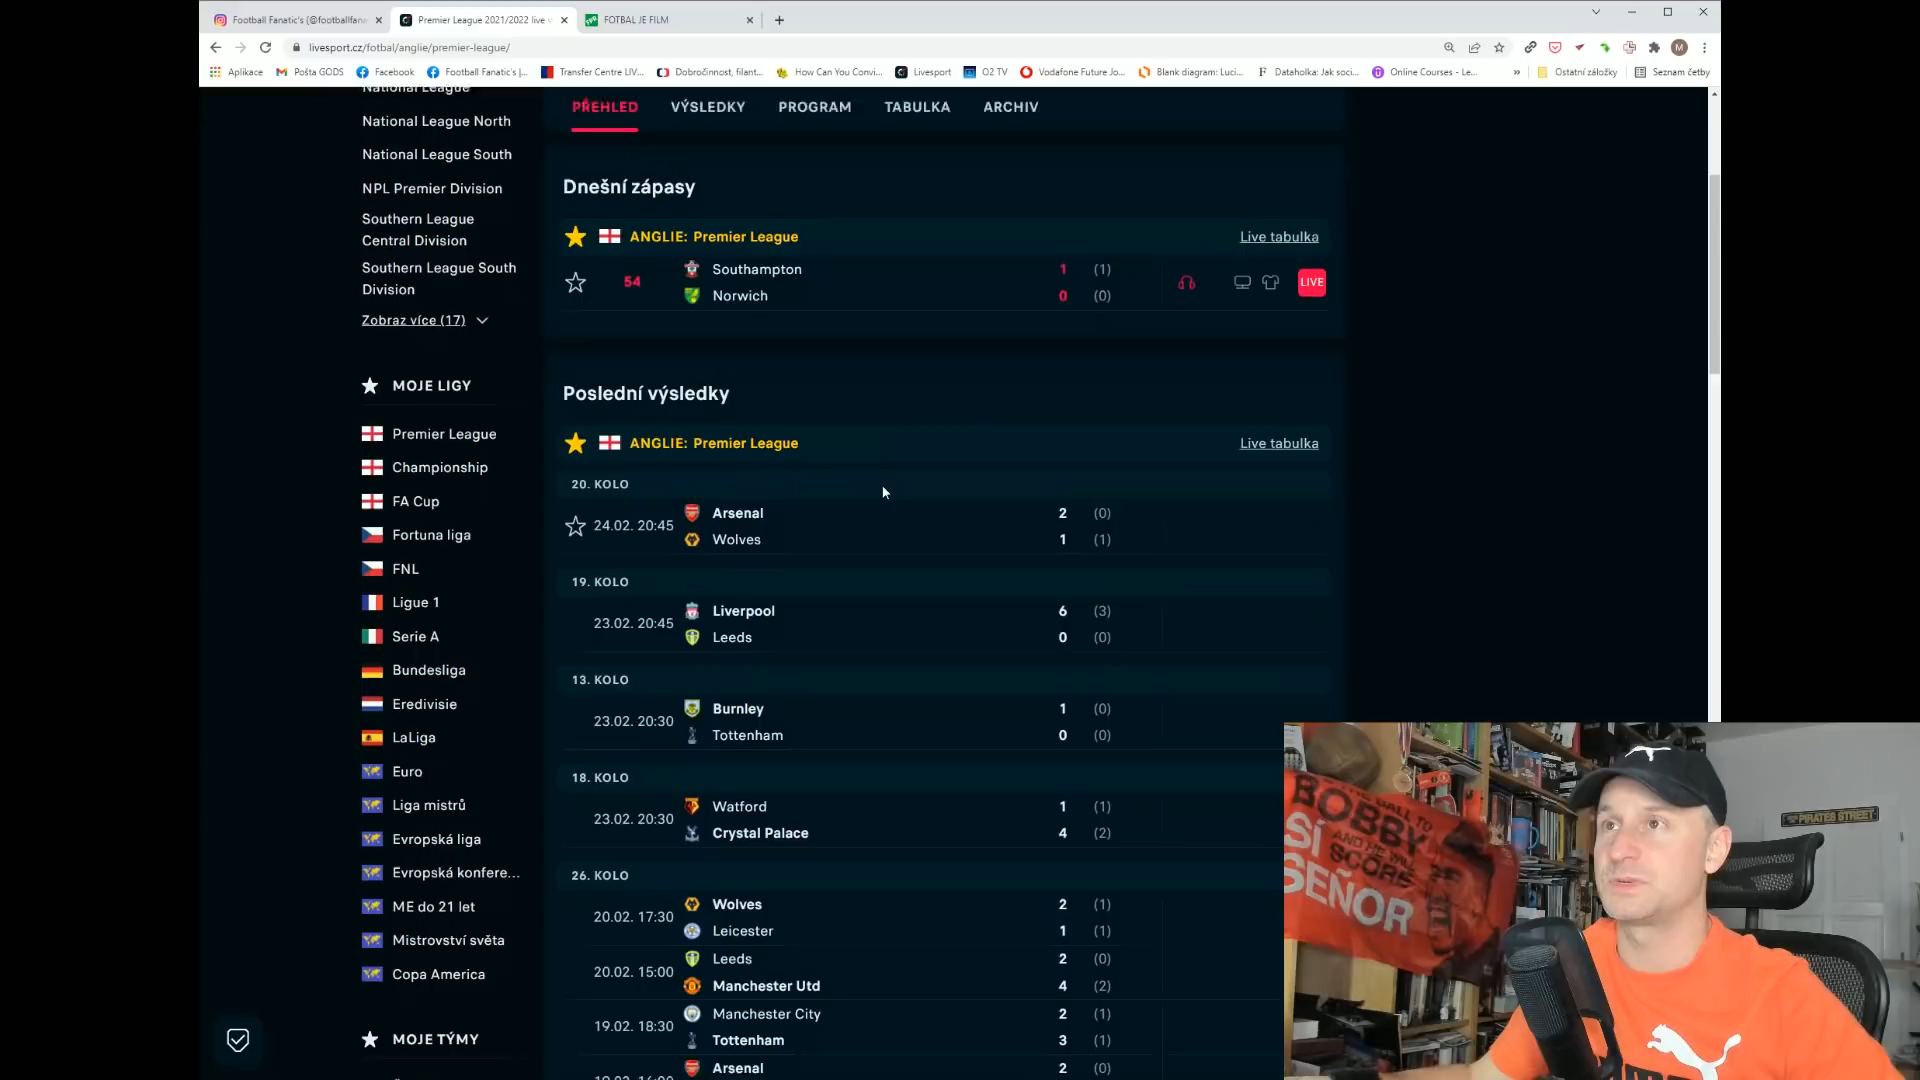 Football Fanatic's (@footballfana
Premier League 2021/2022 live v
FOTBAL JE FILM
livesport.cz/fotbal/anglie/premier-league/
M
Aplikace
Pošta GODS
Facebook
Football Fanatic's |...
Transfer Centre LIV...
Dobročinnost, filant...
How Can You Convi...
Livesport
O2 TV
Vodafone Future Jo...
Blank diagram: Luci...
Dataholka: Jak soci...
Online Courses - Le...
»
Ostatní záložky
Seznam četby
National League
National League North
National League South
NPL Premier Division
Southern League
Central Division
Southern League South
Division
Zobraz více (17)
MOJE LIGY
Premier League
Championship
FA Cup
Fortuna liga
FNL
Ligue 1
Serie A
Bundesliga
Eredivisie
LaLiga
Euro
Liga mistrů
Evropská liga
Evropská konfere...
ME do 21 let
Mistrovství světa
Copa America
MOJE TÝMY
PŘEHLED VÝSLEDKY PROGRAM TABULKA ARCHIV
Dnešní zápasy
ANGLIE: Premier League Live tabulka
54
Southampton 1 (1)
Norwich 0 (0)
LIVE
Poslední výsledky
ANGLIE: Premier League Live tabulka
20. KOLO
24.02. 20:45
Arsenal 2 (0)
Wolves 1 (1)
19. KOLO
23.02. 20:45
Liverpool 6 (3)
Leeds 0 (0)
13. KOLO
23.02. 20:30
Burnley 1 (0)
Tottenham 0 (0)
18. KOLO
23.02. 20:30
Watford 1 (1)
Crystal Palace 4 (2)
26. KOLO
20.02. 17:30
Wolves 2 (1)
Leicester 1 (1)
20.02. 15:00
Leeds 2 (0)
Manchester Utd 4 (2)
19.02. 18:30
Manchester City 2 (1)
Tottenham 3 (1)
Arsenal 2 (0)
BALL TO
BOBBY
AND HE WILL
SCORE
SÍ
SEÑOR
PIRATES STREET